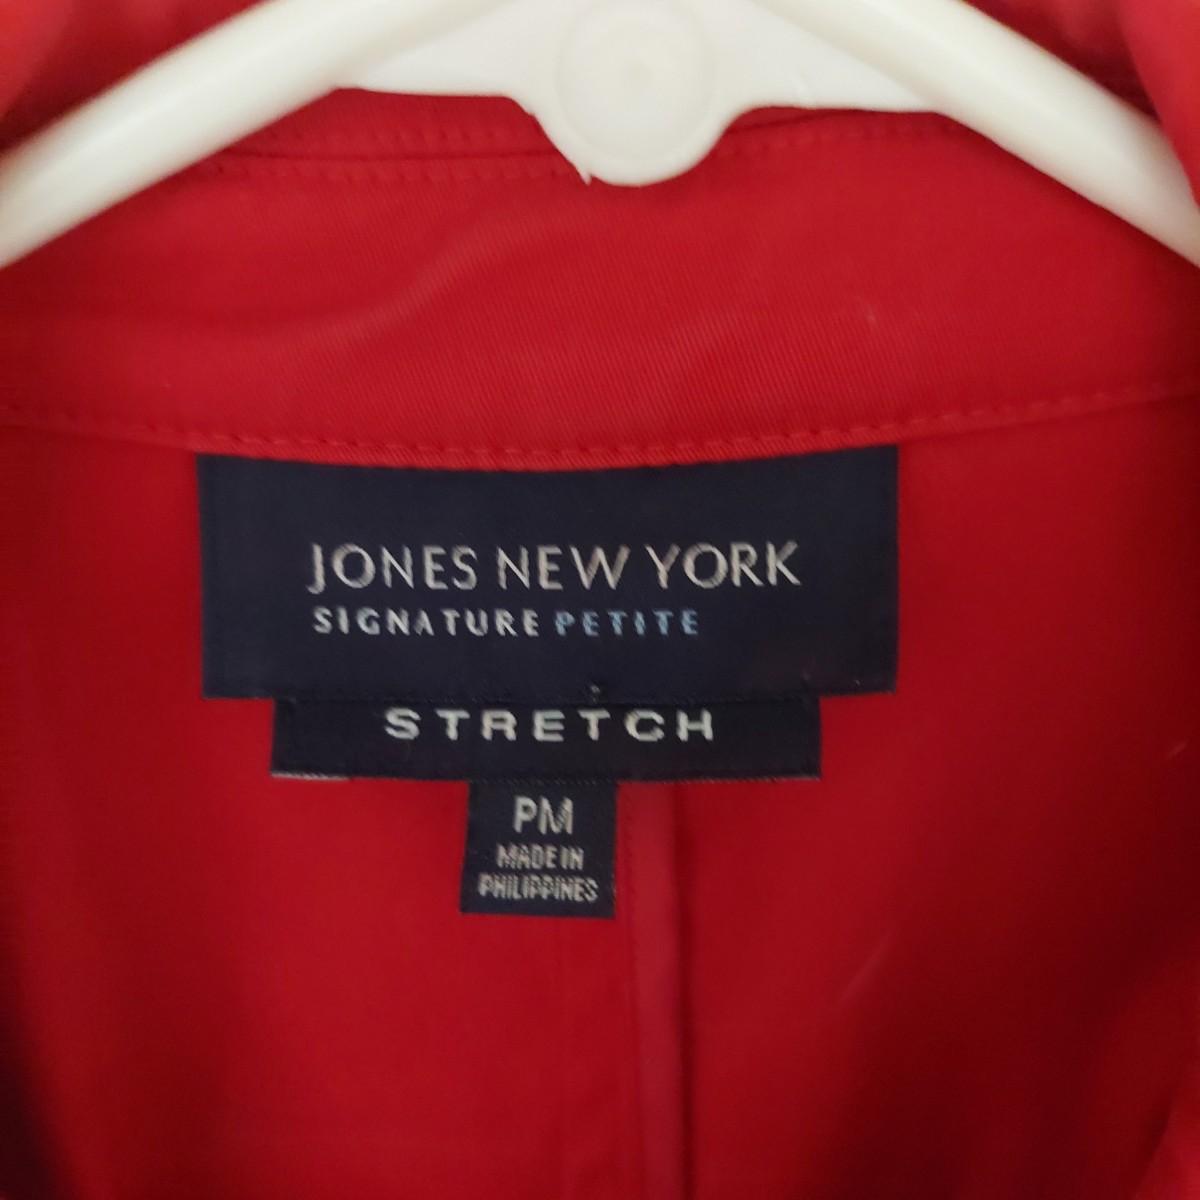 JONES NEW YORK
SIGNATURE PETITE
STRETCH
PM
MADE IN
PHILIPPINES